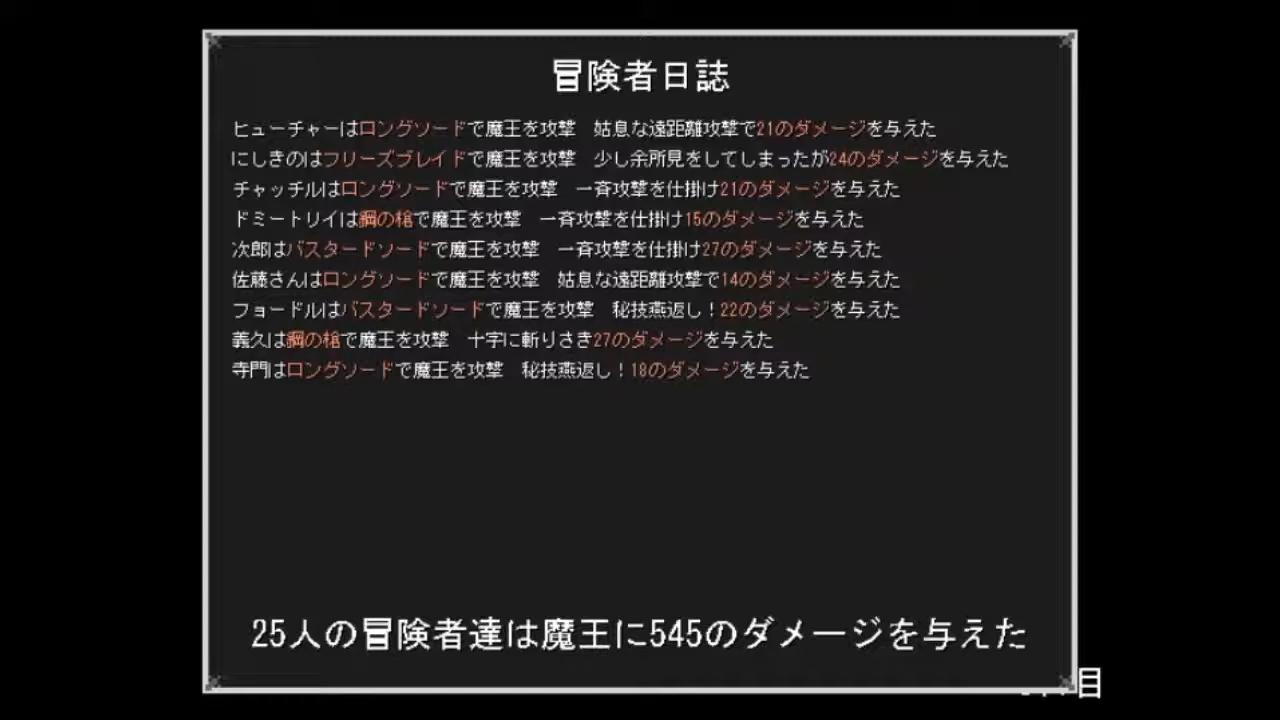 冒険者日誌
ヒューチャーはロングソードで魔王を攻撃　姑息な遠距離攻撃で21のダメージを与えた
にしきのはフリーズブレイドで魔王を攻撃　少し余所見をしてしまったが24のダメージを与えた
チャッチルはロングソードで魔王を攻撃　一斉攻撃を仕掛け21のダメージを与えた
ドミートリイは鋼の槍で魔王を攻撃　一斉攻撃を仕掛け15のダメージを与えた
次郎はバスタードソードで魔王を攻撃　一斉攻撃を仕掛け27のダメージを与えた
佐藤さんはロングソードで魔王を攻撃　姑息な遠距離攻撃で14のダメージを与えた
フョードルはバスタードソードで魔王を攻撃　秘技燕返し！22のダメージを与えた
義久は鋼の槍で魔王を攻撃　十字に斬りさき27のダメージを与えた
寺門はロングソードで魔王を攻撃　秘技燕返し！18のダメージを与えた
25人の冒険者達は魔王に545のダメージを与えた
目